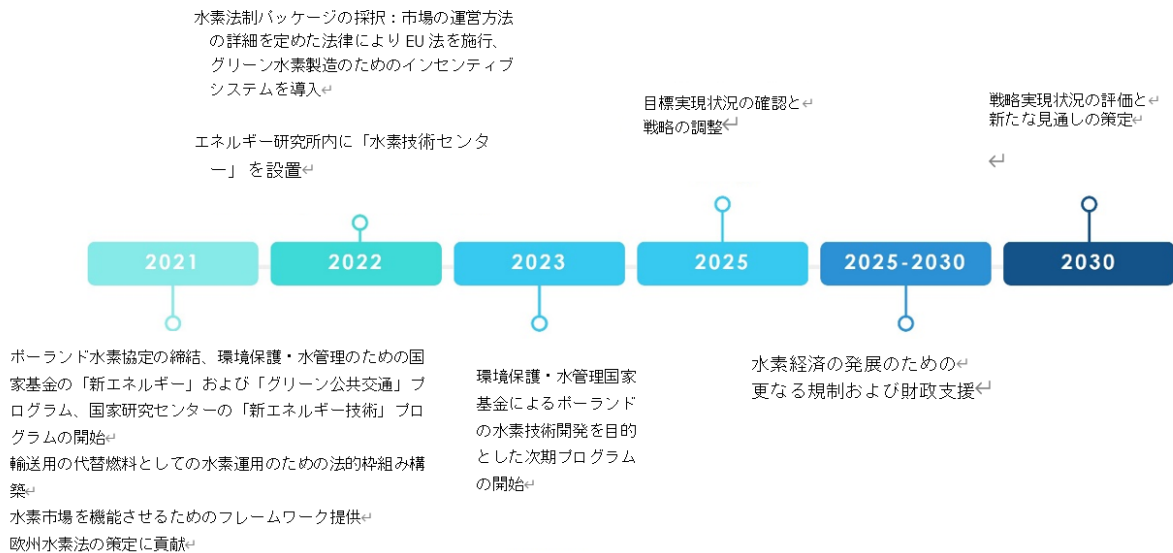 水素法制パッケージの採択：市場の運営方法
の詳細を定めた法律により EU 法を施行、
グリーン水素製造のためのインセンティブ
システムを導入↵
エネルギー研究所内に「水素技術センタ
ー」を設置↵
目標実現状況の確認と↵
戦略の調整↵
戦略実現状況の評価と↵
新たな見通しの策定↵
↵
2021
2022
2023
2025
2025-2030
2030
ポーランド水素協定の締結、環境保護・水管理のための国
家基金の「新エネルギー」および「グリーン公共交通」プ
ログラム、国家研究センターの「新エネルギー技術」プロ
グラムの開始↵
輸送用の代替燃料としての水素運用のための法的枠組み構
築↵
水素市場を機能させるためのフレームワーク提供↵
欧州水素法の策定に貢献↵
環境保護・水管理国家
基金によるポーランド
の水素技術開発を目的
とした次期プログラム
の開始↵
水素経済の発展のための↵
更なる規制および財政支援↵